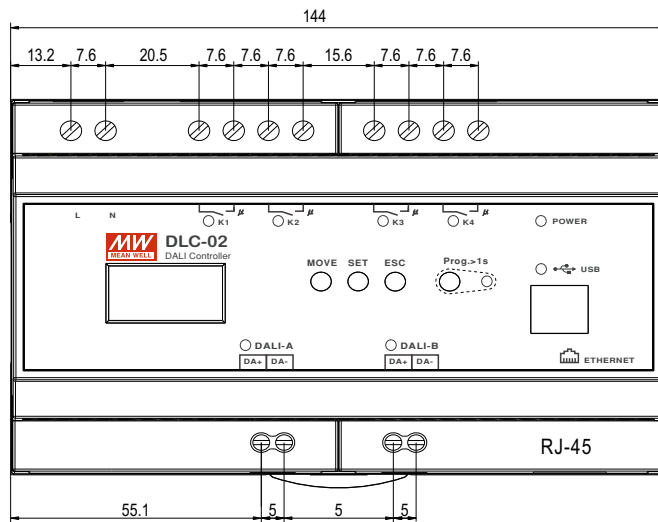 144
13.2 7.6 20.5 7.6 7.6 7.6 15.6 7.6 7.6 7.6
L N K1 μ K2 μ K3 μ K4 μ POWER
MW
MEAN WELL
DLC-02
DALI Controller
MOVE SET ESC Prog.>1s USB
DALI-A DALI-B
DA+ DA- DA+ DA- ETHERNET
RJ-45
55.1 5 5 5